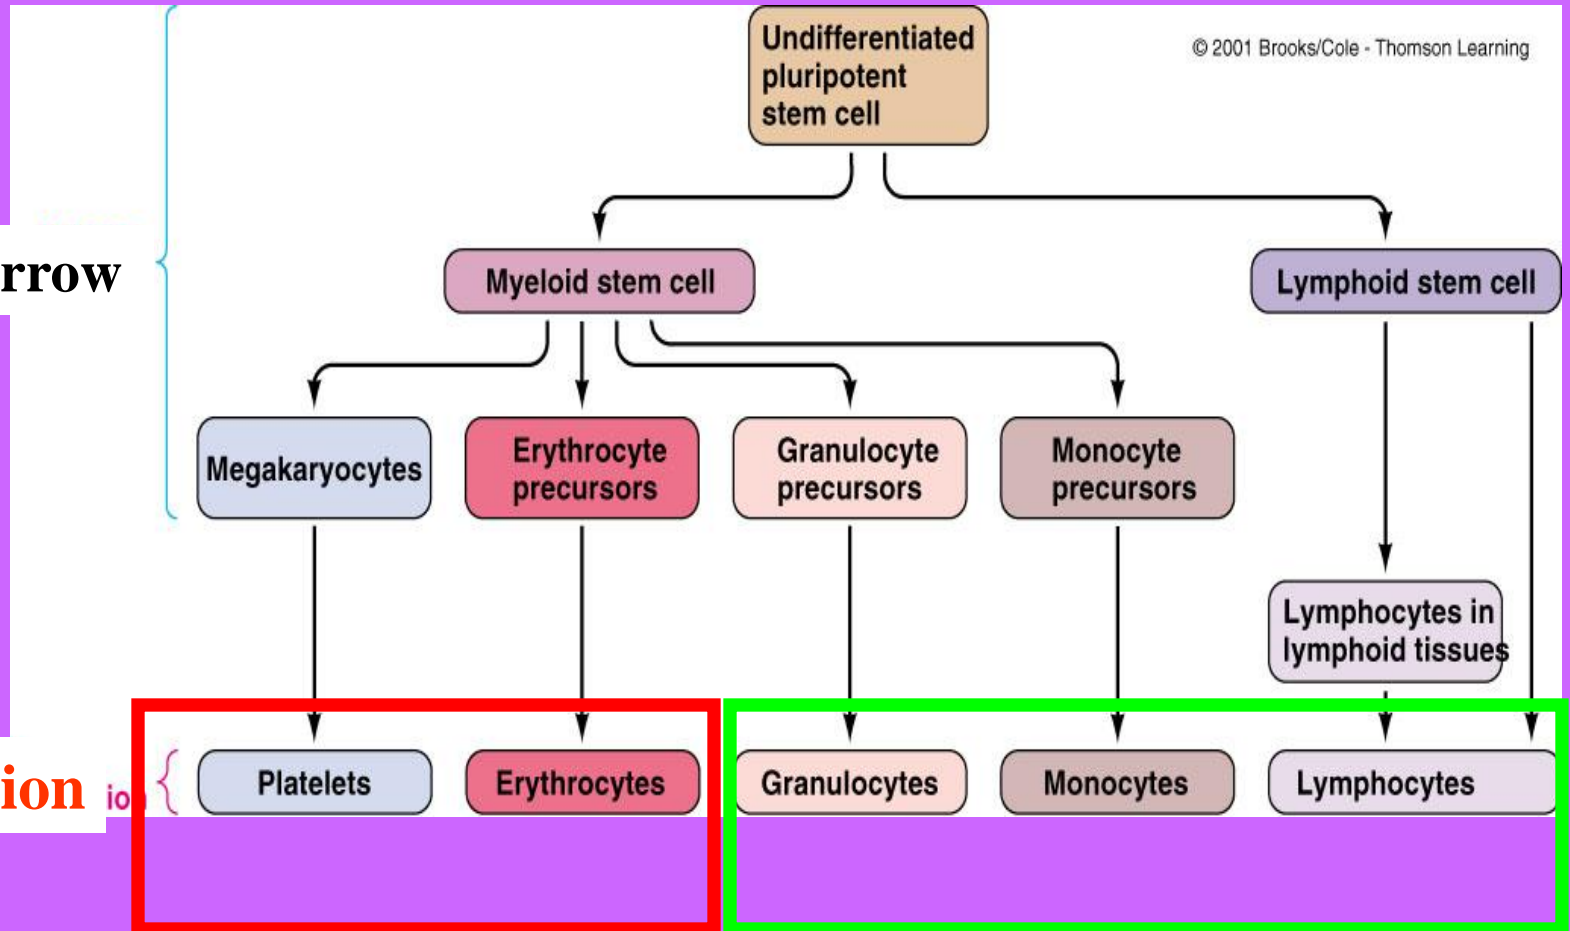 Undifferentiated
pluripotent
stem cell
© 2001 Brooks/Cole - Thomson Learning
rrow
Myeloid stem cell
Lymphoid stem cell
Megakaryocytes
Erythrocyte
precursors
Granulocyte
precursors
Monocyte
precursors
Lymphocytes in
lymphoid tissues
ion
ion
Platelets
Erythrocytes
Granulocytes
Monocytes
Lymphocytes